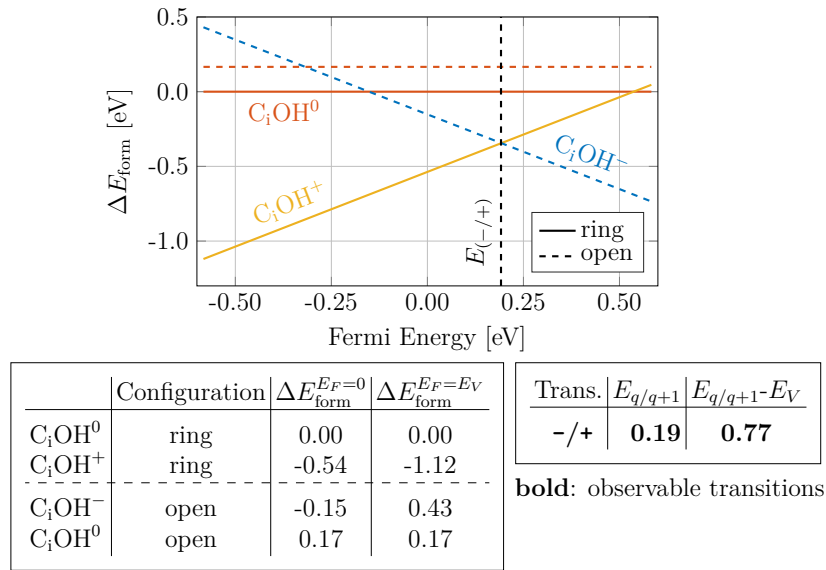 0.5
0.0
-0.5
-1.0
ΔE_form [eV]
C_iOH^0
C_iOH^+
C_iOH^−
E_(−/+)
ring
open
-0.50 -0.25 0.00 0.25 0.50
Fermi Energy [eV]
Configuration ΔE_form^{E_F=0} ΔE_form^{E_F=E_V}
C_iOH^0 ring 0.00 0.00
C_iOH^+ ring -0.54 -1.12
C_iOH^− open -0.15 0.43
C_iOH^0 open 0.17 0.17
Trans. E_{q/q+1} E_{q/q+1}-E_V
−/+ 0.19 0.77
bold: observable transitions